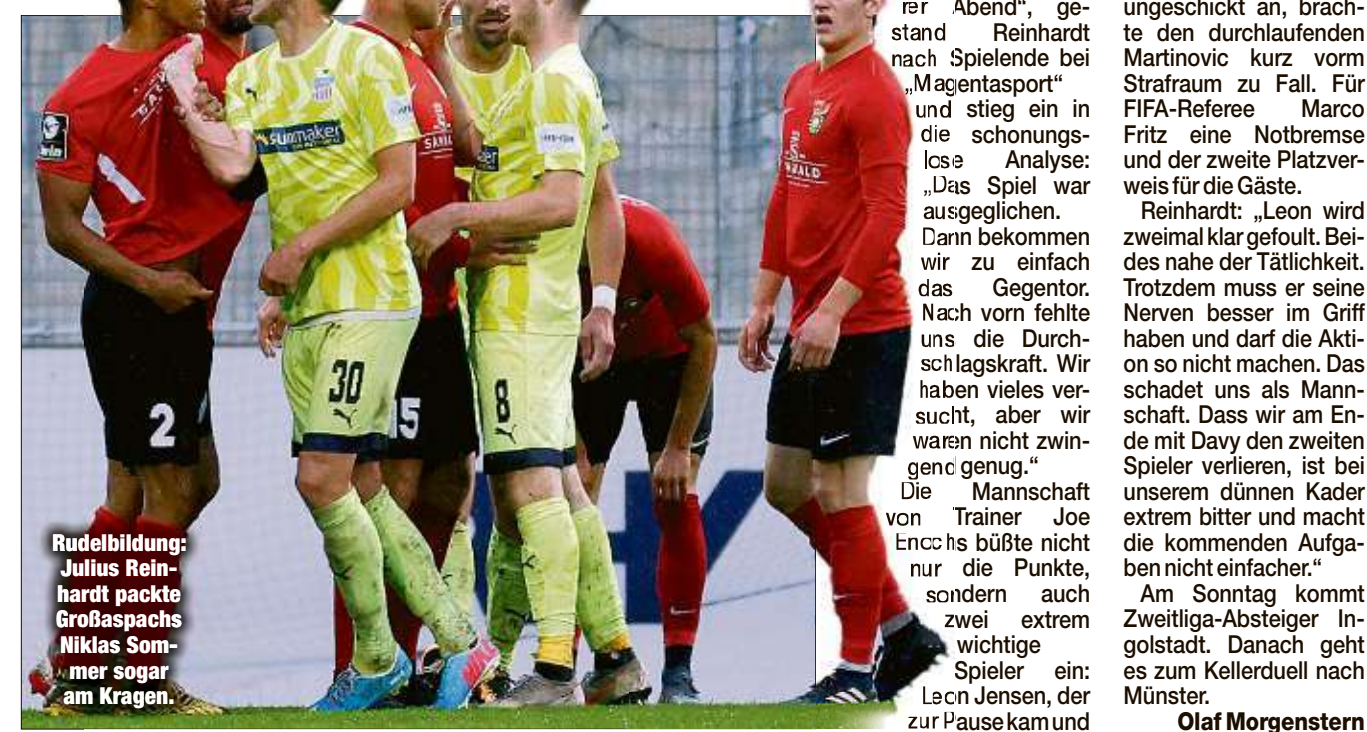 rer Abend“, ge-
stand Reinhardt
nach Spielende bei
„Magentasport“
und stieg ein in
die schonungs-
lose Analyse:
„Das Spiel war
ausgeglichen.
Dann bekommen
wir zu einfach
das Gegentor.
Nach vorn fehlte
uns die Durch-
schlagskraft. Wir
haben vieles ver-
sucht, aber wir
waren nicht zwin-
gend genug.“
Die Mannschaft
von Trainer Joe
Enochs büßte nicht
nur die Punkte,
sondern auch
zwei extrem
wichtige
Spieler ein:
Leon Jensen, der
zur Pause kam und
ungeschickt an, brach-
te den durchlaufenden
Martinovic kurz vorm
Strafraum zu Fall. Für
FIFA-Referee Marco
Fritz eine Notbremse
und der zweite Platzver-
weis für die Gäste.
Reinhardt: „Leon wird
zweimal klar gefoult. Bei-
des nahe der Tätlichkeit.
Trotzdem muss er seine
Nerven besser im Griff
haben und darf die Akti-
on so nicht machen. Das
schadet uns als Mann-
schaft. Dass wir am En-
de mit Davy den zweiten
Spieler verlieren, ist bei
unserem dünnen Kader
extrem bitter und macht
die kommenden Aufga-
ben nicht einfacher.“
Am Sonntag kommt
Zweitliga-Absteiger In-
golstadt. Danach geht
es zum Kellerduell nach
Münster.
Olaf Morgenstern
Rudelbildung:
Julius Rein-
hardt packte
Großaspachs
Niklas Som-
mer sogar
am Kragen.
sunmaker
30
8
2
15